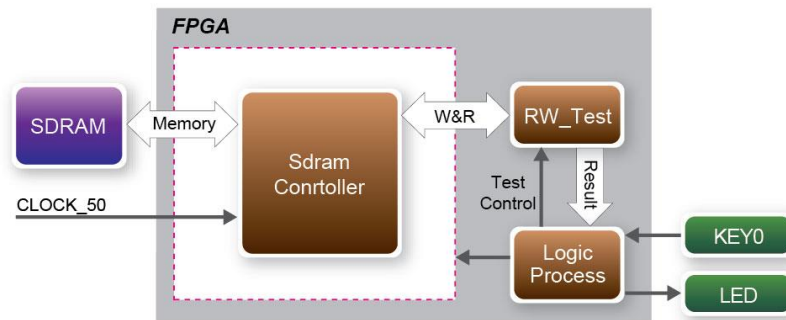 FPGA
SDRAM
Memory
Sdram
Conrtoller
W&R
RW_Test
CLOCK_50
Test
Control
Result
Logic
Process
KEY0
LED